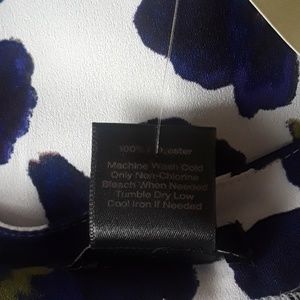 100% Polyester
Machine Wash Cold
Only Non-Chlorine
Bleach When Needed
Tumble Dry Low
Cool Iron If Needed